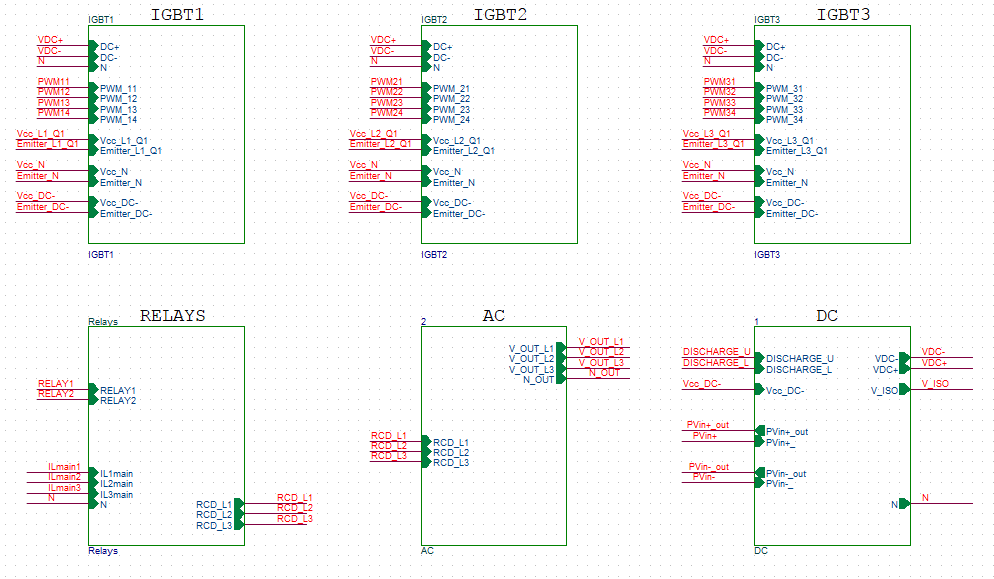 IGBT1
IGBT1
VDC+
DC+
VDC-
DC-
N
N
PWM11
PWM_11
PWM12
PWM_12
PWM13
PWM_13
PWM14
PWM_14
Vcc_L1_Q1
Vcc_L1_Q1
Emitter_L1_Q1
Emitter_L1_Q1
Vcc_N
Vcc_N
Emitter_N
Emitter_N
Vcc_DC-
Vcc_DC-
Emitter_DC-
Emitter_DC-
IGBT1
IGBT2
IGBT2
VDC+
DC+
VDC-
DC-
N
N
PWM21
PWM_21
PWM22
PWM_22
PWM23
PWM_23
PWM24
PWM_24
Vcc_L2_Q1
Vcc_L2_Q1
Emitter_L2_Q1
Emitter_L2_Q1
Vcc_N
Vcc_N
Emitter_N
Emitter_N
Vcc_DC-
Vcc_DC-
Emitter_DC-
Emitter_DC-
IGBT2
IGBT3
IGBT3
VDC+
DC+
VDC-
DC-
N
N
PWM31
PWM_31
PWM32
PWM_32
PWM33
PWM_33
PWM34
PWM_34
Vcc_L3_Q1
Vcc_L3_Q1
Emitter_L3_Q1
Emitter_L3_Q1
Vcc_N
Vcc_N
Emitter_N
Emitter_N
Vcc_DC-
Vcc_DC-
Emitter_DC-
Emitter_DC-
IGBT3
RELAYS
Relays
RELAY1
RELAY1
RELAY2
RELAY2
ILmain1
IL1main
ILmain2
IL2main
ILmain3
IL3main
N
N
RCD_L1
RCD_L1
RCD_L2
RCD_L2
RCD_L3
RCD_L3
Relays
AC
2
V_OUT_L1
V_OUT_L1
V_OUT_L2
V_OUT_L2
V_OUT_L3
V_OUT_L3
N_OUT
N_OUT
RCD_L1
RCD_L1
RCD_L2
RCD_L2
RCD_L3
RCD_L3
AC
DC
1
DISCHARGE_U
DISCHARGE_U
DISCHARGE_L
DISCHARGE_L
Vcc_DC-
Vcc_DC-
VDC-
VDC-
VDC+
VDC+
V_ISO
V_ISO
PVin+_out
PVin+_out
PVin+
PVin+_
PVin-_out
PVin-_out
PVin-
PVin-_
N
N
DC